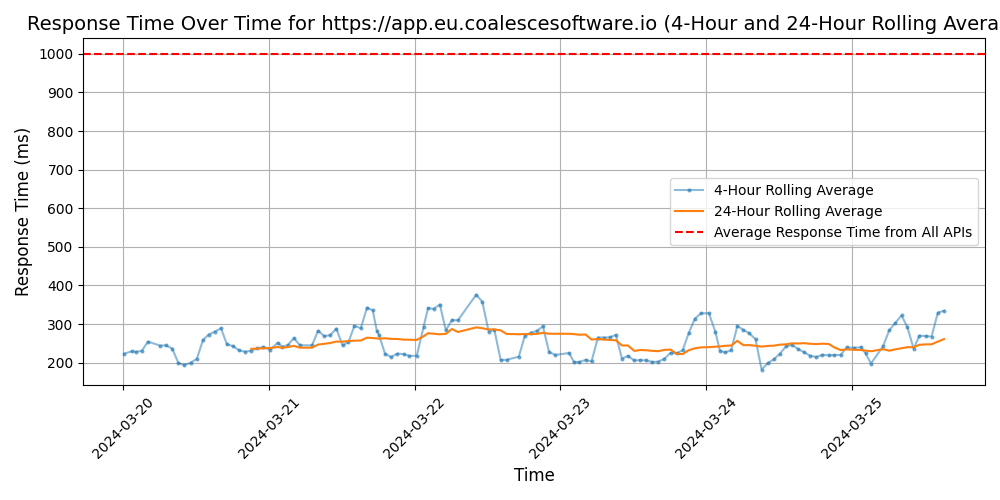 Response Time Over Time for https://app.eu.coalescesoftware.io (4-Hour and 24-Hour Rolling Avera
1000
900
800
700
600
500
400
300
200
Response Time (ms)
4-Hour Rolling Average
24-Hour Rolling Average
Average Response Time from All APIs
2024-03-20
2024-03-21
2024-03-22
2024-03-23
2024-03-24
2024-03-25
Time